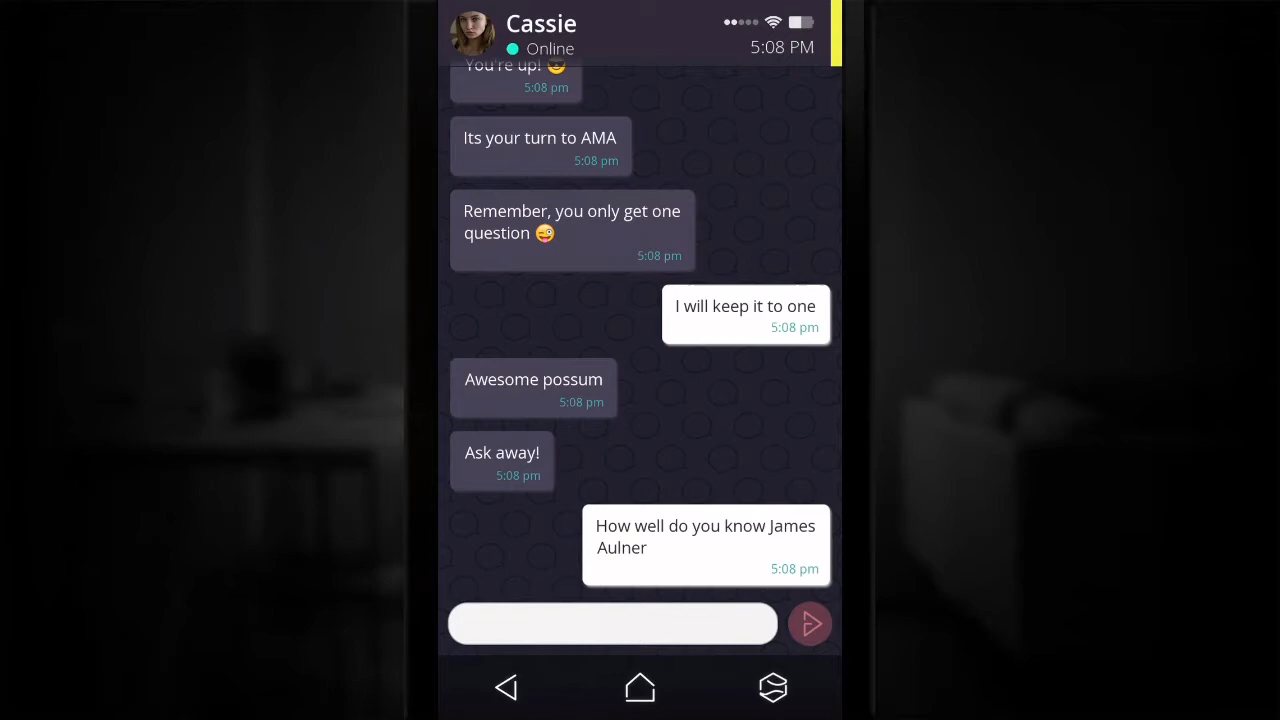 Cassie
Online
5:08 PM
You're up! 😎
5:08 pm
Its your turn to AMA
5:08 pm
Remember, you only get one
question 😜
5:08 pm
I will keep it to one
5:08 pm
Awesome possum
5:08 pm
Ask away!
5:08 pm
How well do you know James
Aulner
5:08 pm